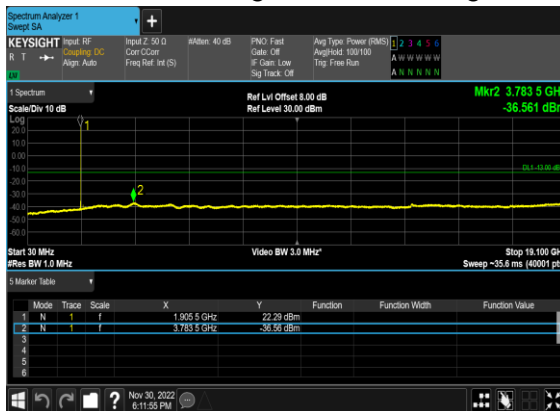 Spectrum Analyzer 1
Swept SA
KEYSIGHT Input: RF Input Z: 50 Ω #Atten: 40 dB PNO: Fast Avg Type: Power (RMS) 1 2 3 4 5 6
R T Coupling: DC Corr CCorr Gate: Off Avg|Hold: 100/100 A W W W W W
Align: Auto Freq Ref: Int (S) IF Gain: Low Trig: Free Run
LW Sig Track: Off A N N N N N
1 Spectrum
Scale/Div 10 dB Ref Lvl Offset 8.00 dB Mkr2 3.783 5 GH
Ref Level 30.00 dBm -36.561 dBr
Log
20.0 1
10.0
0.00
-10.0 DL1 -13.00 dB
-20.0
-30.0 2
-40.0
-50.0
-60.0
Start 30 MHz Video BW 3.0 MHz* Stop 19.100 GH
#Res BW 1.0 MHz Sweep ~35.6 ms (40001 pt
5 Marker Table
Mode Trace Scale X Y Function Function Width Function Value
1 N 1 f 1.905 5 GHz 22.29 dBm
2 N 1 f 3.783 5 GHz -36.56 dBm
3
4
5
6
? Nov 30, 2022
6:11:55 PM